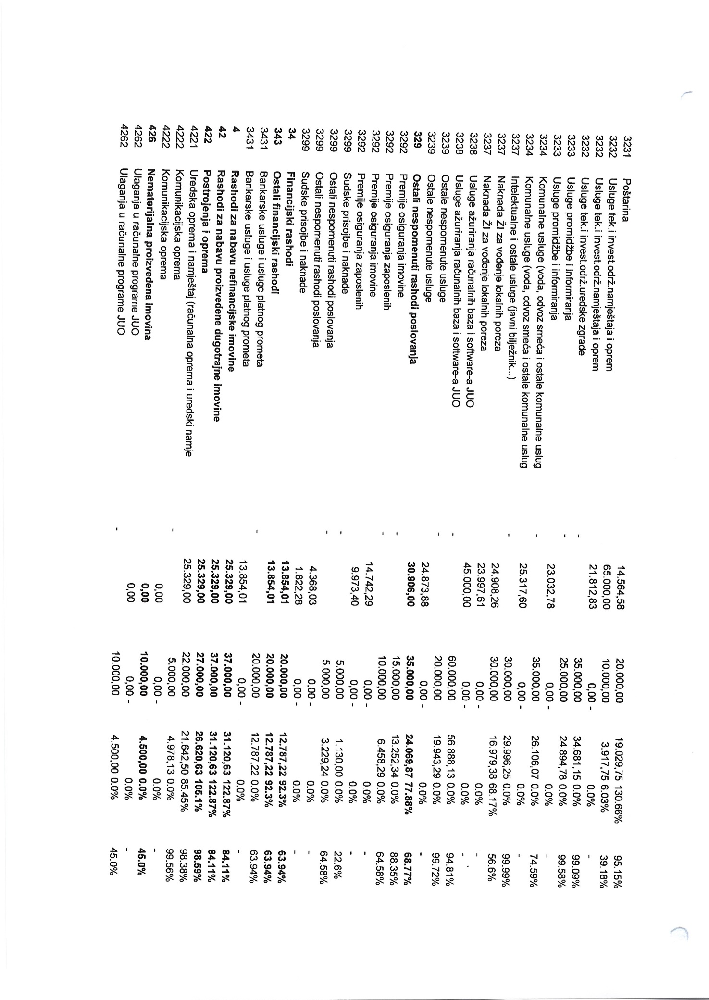 3231 Poštarina 14.564,58 20.000,00 19.029,75 130.66% 95.15%
3232 Usluge tek.i invest.održ.namještaja i oprem 65.000,00 10.000,00 3.917,75 6.03% 39.18%
3232 Usluge tek.i invest.održ.namještaja i oprem 21.812,83 0,00 - 0.0% -
3232 Usluge tek.i invest.održ.uredske zgrade - 35.000,00 34.681,15 0.0% 99.09%
3233 Usluge promidžbe i informiranja - 25.000,00 24.894,78 0.0% 99.58%
3233 Usluge promidžbe i informiranja 23.032,78 0,00 - 0.0% -
3234 Komunalne usluge (voda, odvoz smeća i ostale komunalne uslug - 35.000,00 26.106,07 0.0% 74.59%
3234 Komunalne usluge (voda, odvoz smeća i ostale komunalne uslug 25.317,60 0,00 - 0.0% -
3237 Intelektualne i ostale usluge (javni bilježnik...) - 30.000,00 29.996,25 0.0% 99.99%
3237 Naknada ŽI za vođenje lokalnih poreza 24.908,26 30.000,00 16.979,38 68.17% 56.6%
3237 Naknada ŽI za vođenje lokalnih poreza 23.997,61 0,00 - 0.0% -
3238 Usluge ažuriranja računalnih baza i software-a JUO 45.000,00 0,00 - 0.0% -
3238 Usluge ažuriranja računalnih baza i software-a JUO - 60.000,00 56.888,13 0.0% 94.81%
3239 Ostale nespomenute usluge - 20.000,00 19.943,29 0.0% 99.72%
3239 Ostale nespomenute usluge 24.873,88 0,00 - 0.0% -
329 Ostali nespomenuti rashodi poslovanja 30.906,00 35.000,00 24.069,87 77.88% 68.77%
3292 Premije osiguranja imovine - 15.000,00 13.252,34 0.0% 88.35%
3292 Premije osiguranja zaposlenih - 10.000,00 6.458,29 0.0% 64.58%
3292 Premije osiguranja imovine 14.742,29 0,00 - 0.0% -
3292 Premije osiguranja zaposlenih 9.973,40 0,00 - 0.0% -
3299 Sudske prisojbe i naknade - 5.000,00 1.130,00 0.0% 22.6%
3299 Ostali nespomenuti rashodi poslovanja - 5.000,00 3.229,24 0.0% 64.58%
3299 Ostali nespomenuti rashodi poslovanja 4.368,03 0,00 - 0.0% -
3299 Sudske prisojbe i naknade 1.822,28 0,00 - 0.0% -
34 Financijski rashodi 13.854,01 20.000,00 12.787,22 92.3% 63.94%
343 Ostali financijski rashodi 13.854,01 20.000,00 12.787,22 92.3% 63.94%
3431 Bankarske usluge i usluge platnog prometa - 20.000,00 12.787,22 0.0% 63.94%
3431 Bankarske usluge i usluge platnog prometa 13.854,01 0,00 - 0.0% -
4 Rashodi za nabavu nefinancijske imovine 25.329,00 37.000,00 31.120,63 122.87% 84.11%
42 Rashodi za nabavu proizvedene dugotrajne imovine 25.329,00 37.000,00 31.120,63 122.87% 84.11%
422 Postrojenja i oprema 25.329,00 27.000,00 26.620,63 105.1% 98.59%
4221 Uredska oprema i namještaj (računalna oprema i uredski namje 25.329,00 22.000,00 21.642,50 85.45% 98.38%
4222 Komunikacijska oprema - 5.000,00 4.978,13 0.0% 99.56%
4222 Komunikacijska oprema 0,00 0,00 - 0.0% -
426 Nematerijalna proizvedena imovina 0,00 10.000,00 4.500,00 0.0% 45.0%
4262 Ulaganja u računalne programe JUO 0,00 0,00 - 0.0% -
4262 Ulaganja u računalne programe JUO - 10.000,00 4.500,00 0.0% 45.0%